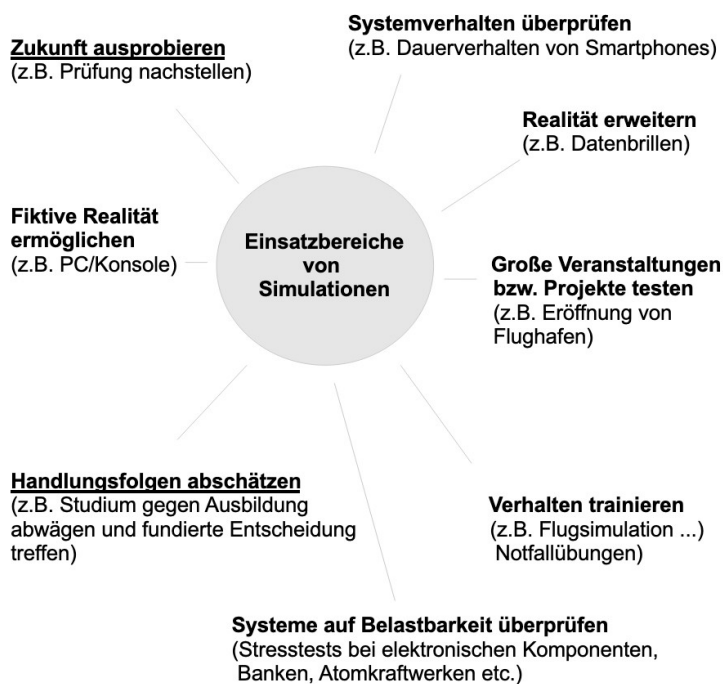 Systemverhalten überprüfen
(z.B. Dauerverhalten von Smartphones)
Zukunft ausprobieren
(z.B. Prüfung nachstellen)
Realität erweitern
(z.B. Datenbrillen)
Fiktive Realität
ermöglichen
(z.B. PC/Konsole)
Einsatzbereiche
von
Simulationen
Große Veranstaltungen
bzw. Projekte testen
(z.B. Eröffnung von
Flughafen)
Handlungsfolgen abschätzen
(z.B. Studium gegen Ausbildung
abwägen und fundierte Entscheidung
treffen)
Verhalten trainieren
(z.B. Flugsimulation ...)
Notfallübungen)
Systeme auf Belastbarkeit überprüfen
(Stresstests bei elektronischen Komponenten,
Banken, Atomkraftwerken etc.)